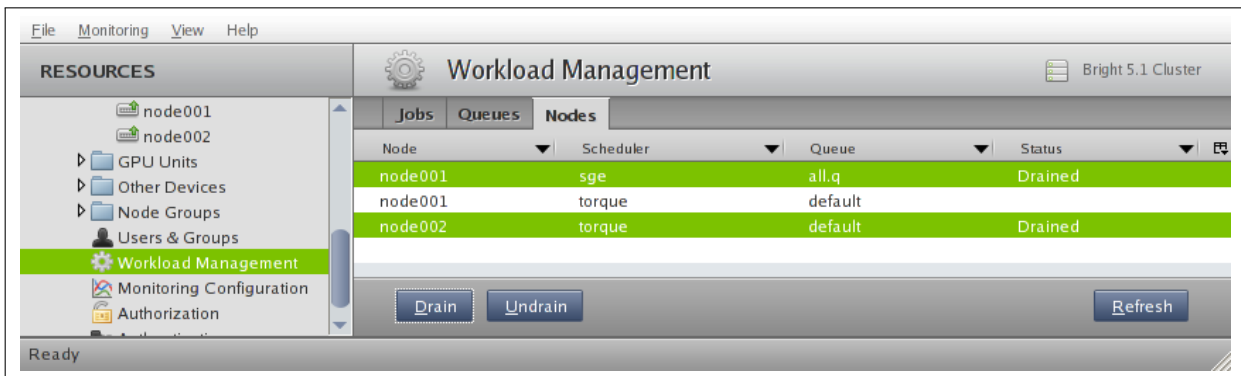 File Monitoring View Help
RESOURCES
Workload Management
Bright 5.1 Cluster
node001
node002
GPU Units
Other Devices
Node Groups
Users & Groups
Workload Management
Monitoring Configuration
Authorization
Jobs Queues Nodes
Node Scheduler Queue Status
node001 sge all.q Drained
node001 torque default
node002 torque default Drained
Drain Undrain Refresh
Ready